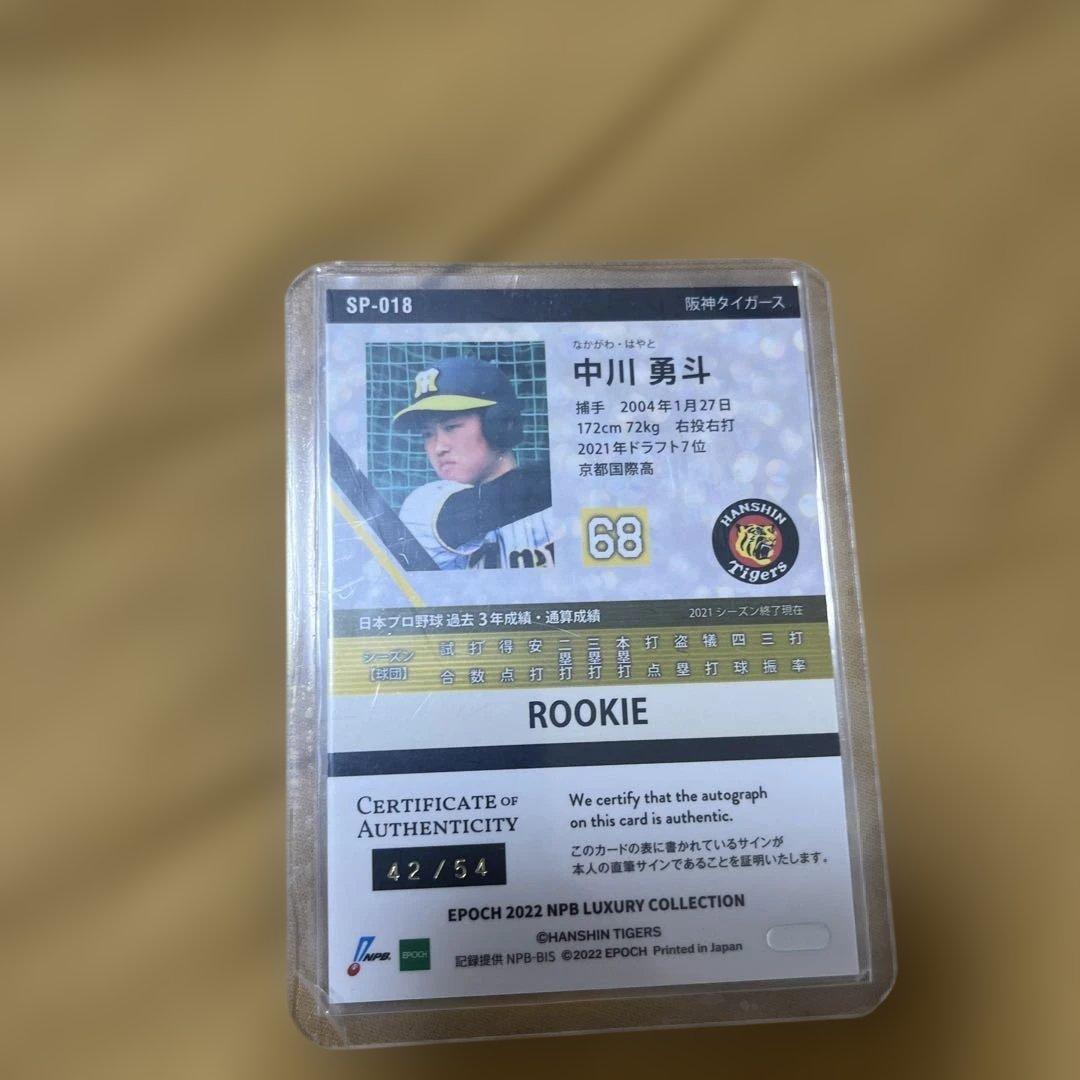 SP-018
阪神タイガース
なかがわ・はやと
中川 勇斗
捕手 2004年1月27日
172cm 72kg 右投右打
2021年ドラフト7位
京都国際高
68
HANSHIN
Tigers
日本プロ野球 過去 3年成績・通算成績
2021 シーズン終了現在
シーズン【球団】 試合 打数 得点 安打 二塁打 三塁打 本塁打 打点 盗塁 犠打 四球 三振 打率
ROOKIE
CERTIFICATE OF
AUTHENTICITY
42/54
We certify that the autograph
on this card is authentic.
このカードの表に書かれているサインが
本人の直筆サインであることを証明いたします。
EPOCH 2022 NPB LUXURY COLLECTION
©HANSHIN TIGERS
記録提供 NPB-BIS ©2022 EPOCH Printed in Japan
NPB.
EPOCH